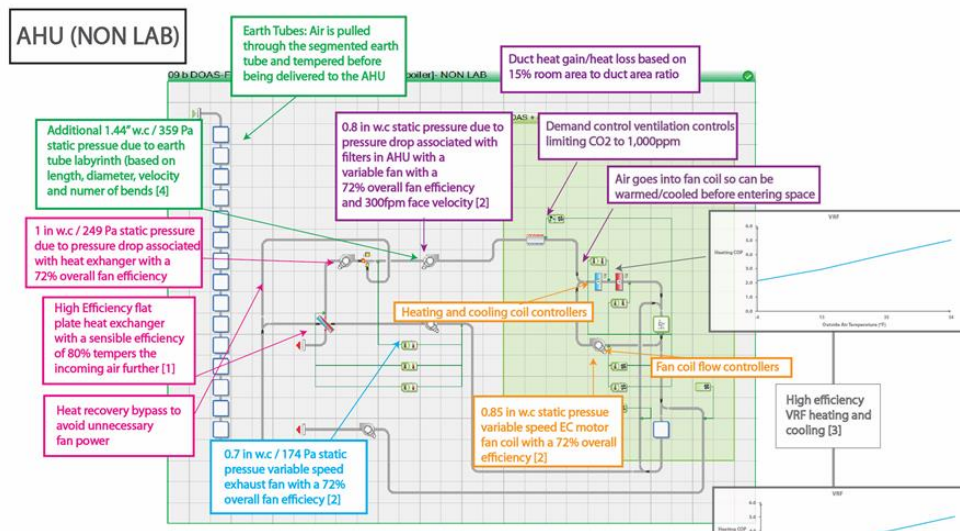 AHU (NON LAB)
Earth Tubes: Air is pulled
through the segmented earth
tube and tempered before
being delivered to the AHU
Duct heat gain/heat loss based on
15% room area to duct area ratio
Additional 1.44" w.c / 359 Pa
static pressue due to earth
tube labyrinth (based on
length, diameter, velocity
and numer of bends [4]
0.8 in w.c static pressure due to
pressure drop associated with
filters in AHU with a
variable fan with a
72% overall fan efficiency
and 300fpm face velocity [2]
Demand control ventilation controls
limiting CO2 to 1,000ppm
Air goes into fan coil so can be
warmed/cooled before entering space
1 in w.c / 249 Pa static pressure
due to pressure drop associated
with heat exhanger with a
72% overall fan efficiency
High Efficiency flat
plate heat exchanger
with a sensible efficiency
of 80% tempers the
incoming air further [1]
Heat recovery bypass to
avoid unnecessary
fan power
Heating and cooling coil controllers
Fan coil flow controllers
0.7 in w.c / 174 Pa static
pressue variable speed
exhaust fan with a 72%
overall fan efficiecy [2]
0.85 in w.c static pressue
variable speed EC motor
fan coil with a 72% overall
efficiency [2]
VRF
Heating COP
Outside Air Temperature (°F)
High efficiency
VRF heating and
cooling [3]
VRF
Heating COP